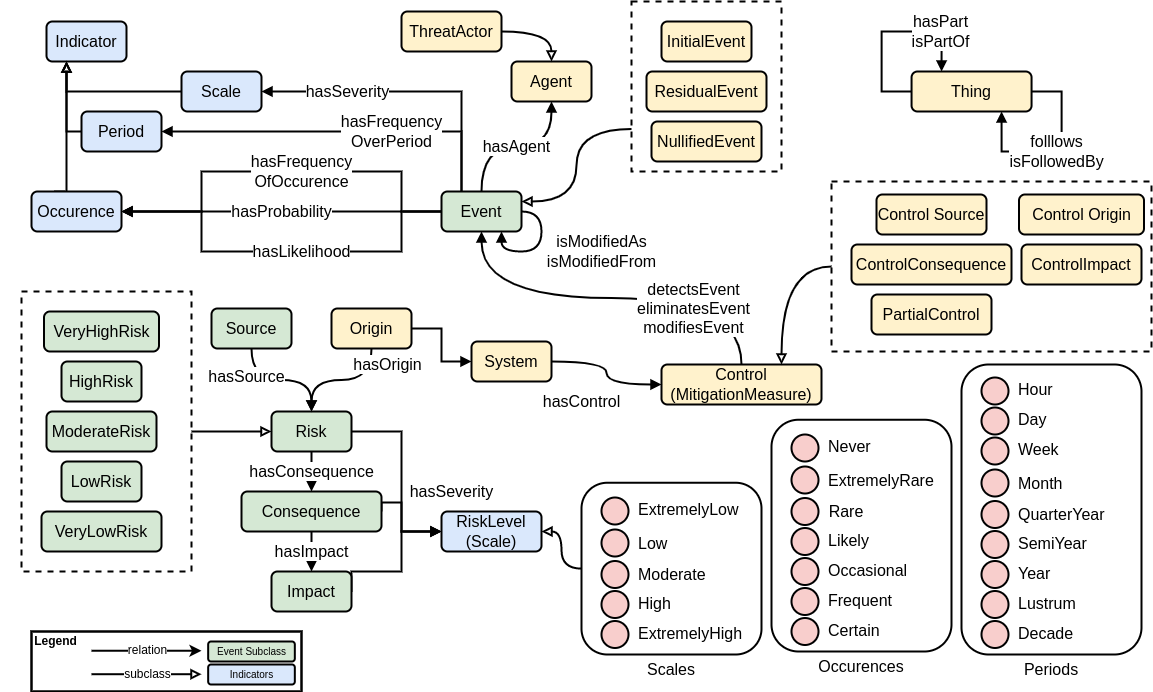 Indicator
ThreatActor
InitialEvent
hasPart
isPartOf
Scale
hasSeverity
Agent
ResidualEvent
Thing
Period
hasFrequency
OverPeriod
hasAgent
NullifiedEvent
folllows
isFollowedBy
hasFrequency
OfOccurence
Occurence
hasProbability
Event
hasLikelihood
isModifiedAs
isModifiedFrom
Control Source
Control Origin
ControlConsequence
ControlImpact
PartialControl
detectsEvent
eliminatesEvent
modifiesEvent
VeryHighRisk
HighRisk
ModerateRisk
LowRisk
VeryLowRisk
Source
Origin
hasSource
hasOrigin
System
hasControl
Control
(MitigationMeasure)
Risk
hasConsequence
Consequence
hasSeverity
hasImpact
Impact
RiskLevel
(Scale)
ExtremelyLow
Low
Moderate
High
ExtremelyHigh
Scales
Never
ExtremelyRare
Rare
Likely
Occasional
Frequent
Certain
Occurences
Hour
Day
Week
Month
QuarterYear
SemiYear
Year
Lustrum
Decade
Periods
Legend
relation
Event Subclass
subclass
Indicators